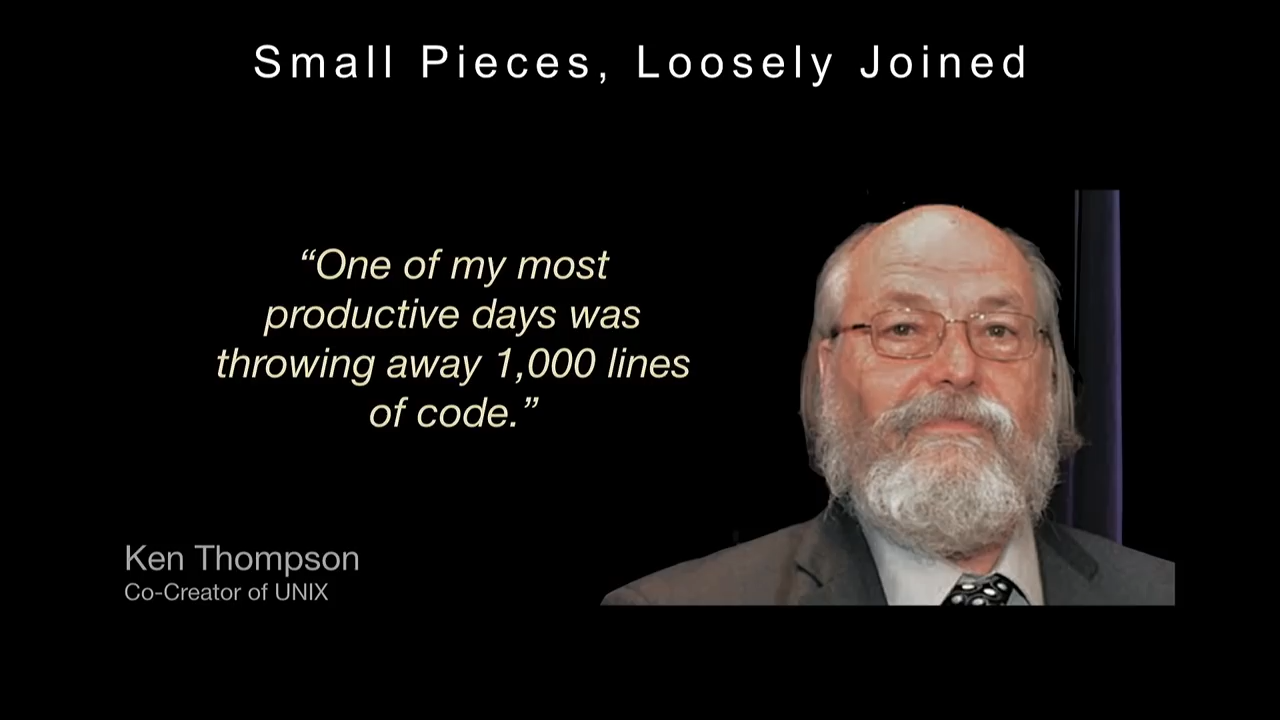 Small Pieces, Loosely Joined
“One of my most
productive days was
throwing away 1,000 lines
of code.”
Ken Thompson
Co-Creator of UNIX